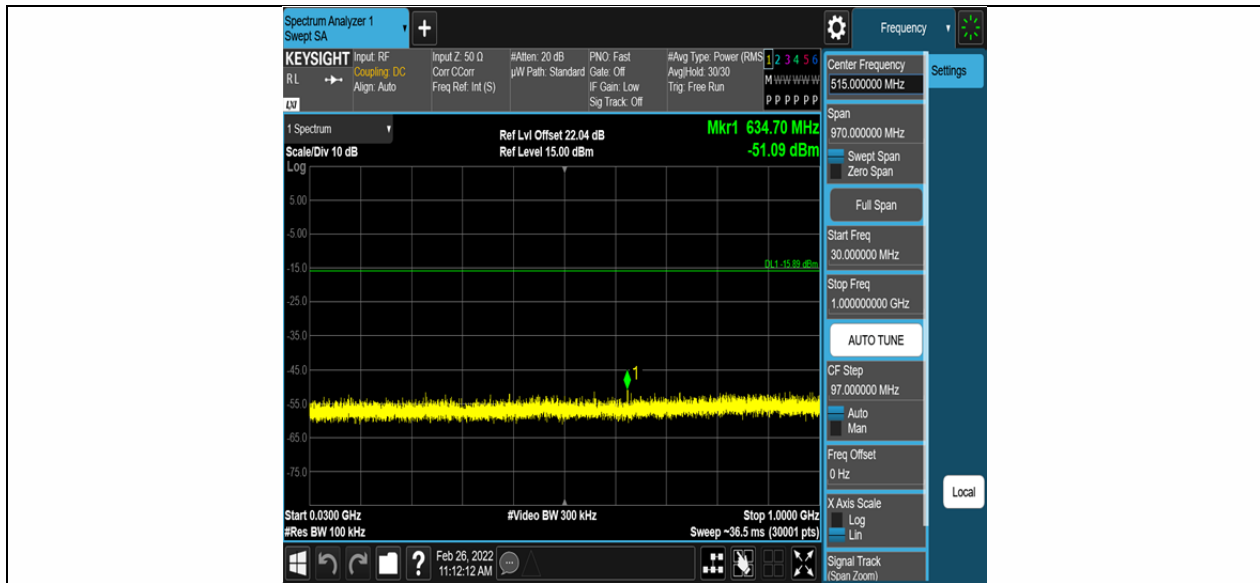 Spectrum Analyzer 1
Swept SA
+
Frequency
KEYSIGHT
RL
LXI
Input: RF
Coupling: DC
Align: Auto
Input Z: 50 Ω
Corr CCorr
Freq Ref: Int (S)
#Atten: 20 dB
µW Path: Standard
PNO: Fast
Gate: Off
IF Gain: Low
Sig Track: Off
#Avg Type: Power (RMS
Avg|Hold: 30/30
Trig: Free Run
1 2 3 4 5 6
M W W W W W
P P P P P P
1 Spectrum
Scale/Div 10 dB
Ref Lvl Offset 22.04 dB
Ref Level 15.00 dBm
Mkr1 634.70 MHz
-51.09 dBm
Log
5.00
-5.00
-15.0
DL1 -15.89 dBm
-25.0
-35.0
-45.0
1
-55.0
-65.0
-75.0
Start 0.0300 GHz
#Video BW 300 kHz
Stop 1.0000 GHz
#Res BW 100 kHz
Sweep ~36.5 ms (30001 pts)
Center Frequency
515.000000 MHz
Settings
Span
970.000000 MHz
Swept Span
Zero Span
Full Span
Start Freq
30.000000 MHz
Stop Freq
1.000000000 GHz
AUTO TUNE
CF Step
97.000000 MHz
Auto
Man
Freq Offset
0 Hz
Local
X Axis Scale
Log
Lin
Signal Track
(Span Zoom)
?
Feb 26, 2022
11:12:12 AM